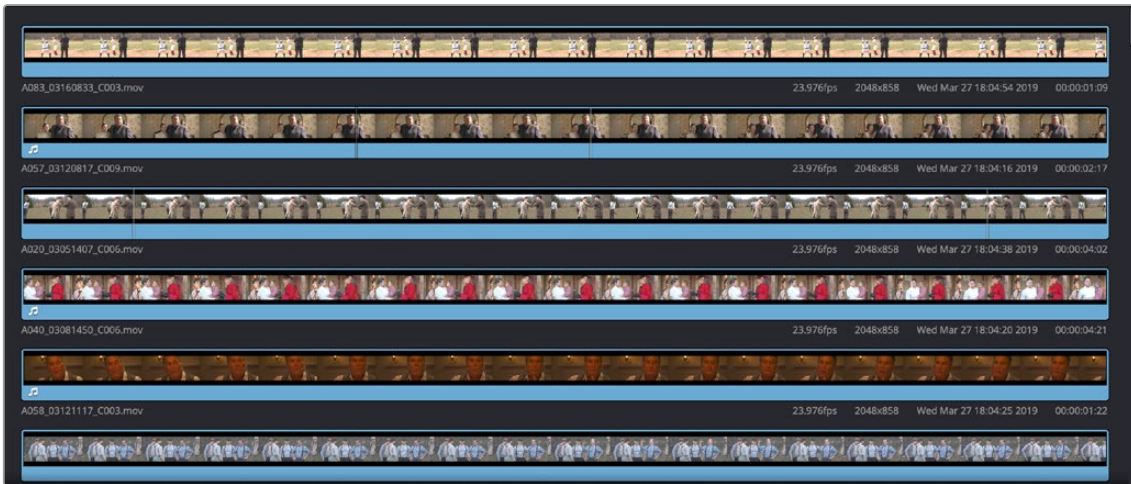 A083_03160833_C003.mov 23.976fps 2048x858 Wed Mar 27 18:04:54 2019 00:00:01:09
A057_03120817_C009.mov 23.976fps 2048x858 Wed Mar 27 18:04:16 2019 00:00:02:17
A020_03051407_C006.mov 23.976fps 2048x858 Wed Mar 27 18:04:38 2019 00:00:04:02
A040_03081450_C006.mov 23.976fps 2048x858 Wed Mar 27 18:04:20 2019 00:00:04:21
A058_03121117_C003.mov 23.976fps 2048x858 Wed Mar 27 18:04:25 2019 00:00:01:22